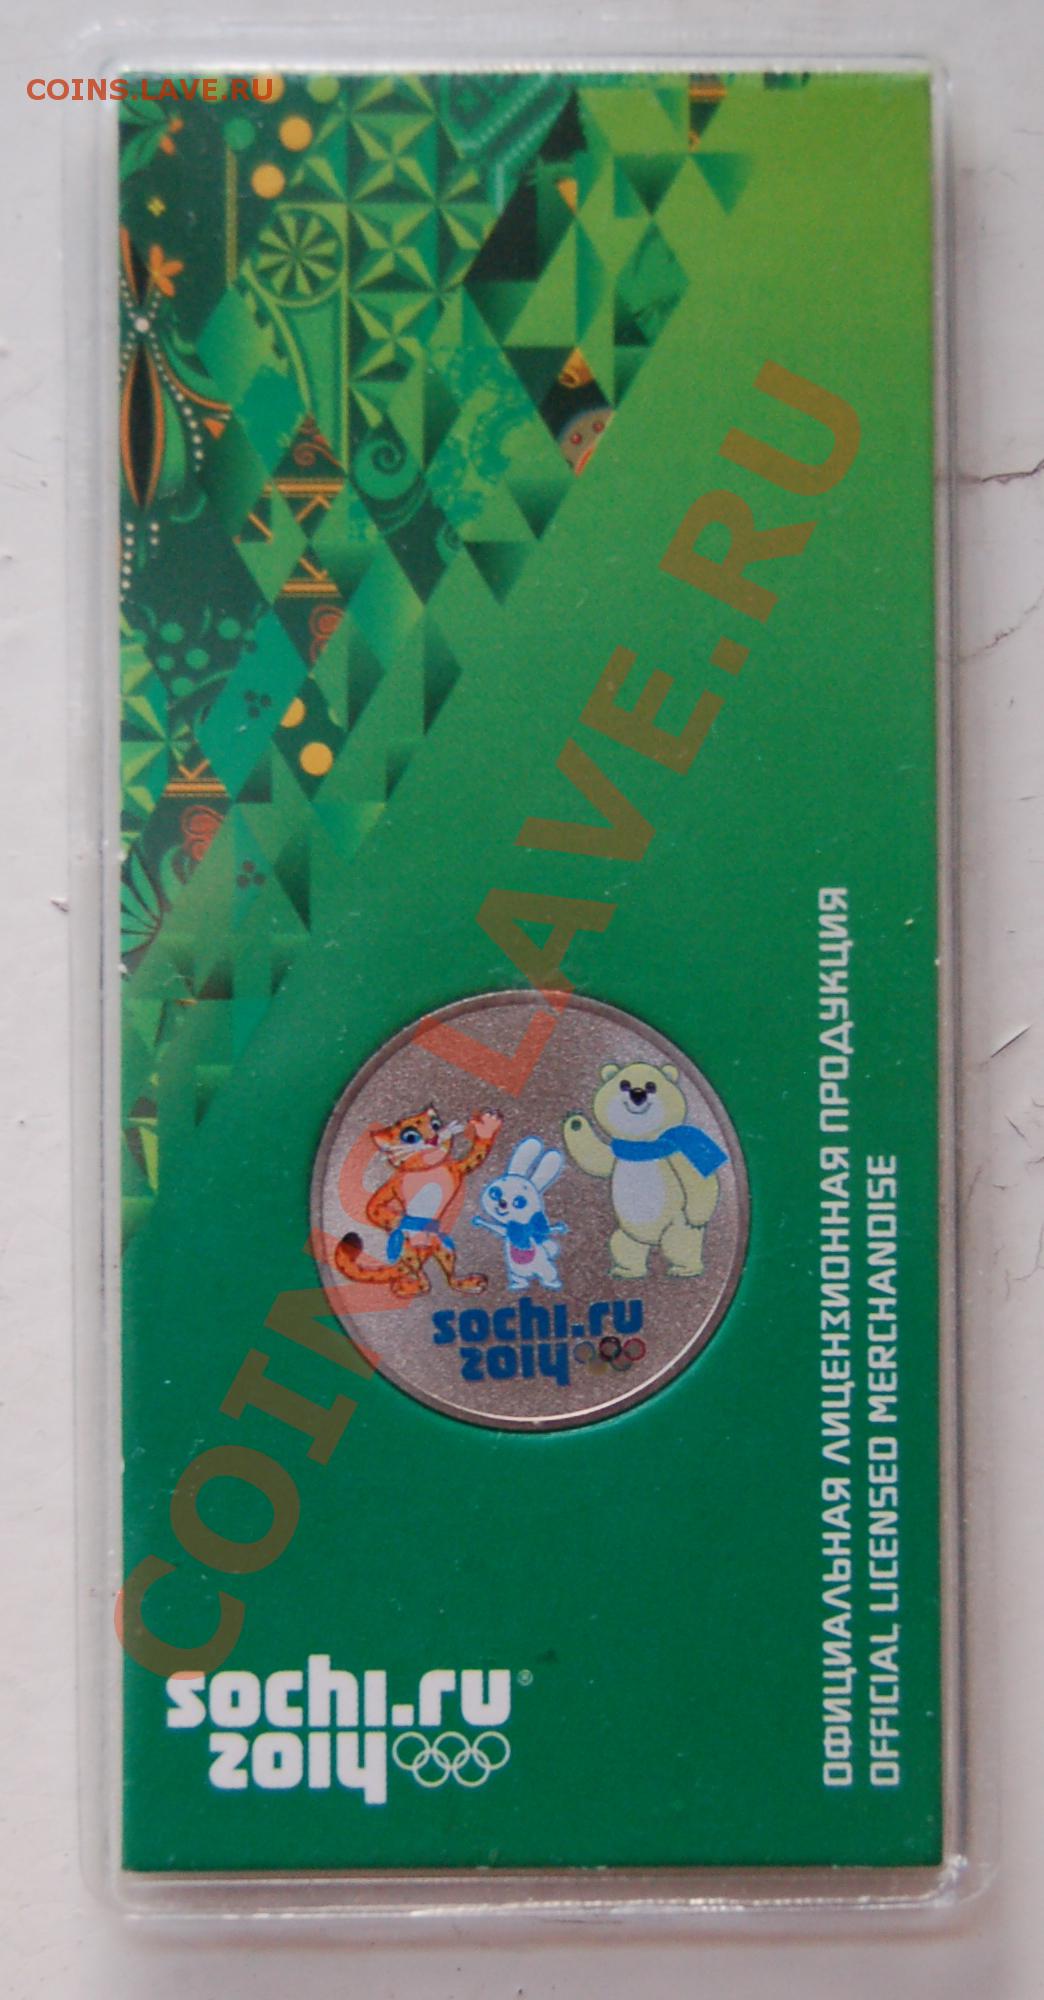 COINS.LAVE.RU
COINS.LAVE.RU
sochi.ru
2014
sochi.ru®
2014
ОФИЦИАЛЬНАЯ ЛИЦЕНЗИОННАЯ ПРОДУКЦИЯ
OFFICIAL LICENSED MERCHANDISE